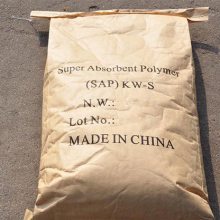 Super Absorbent Polymer
(SAP) KW-S
N.W.:
Lot No.:
MADE IN CHINA